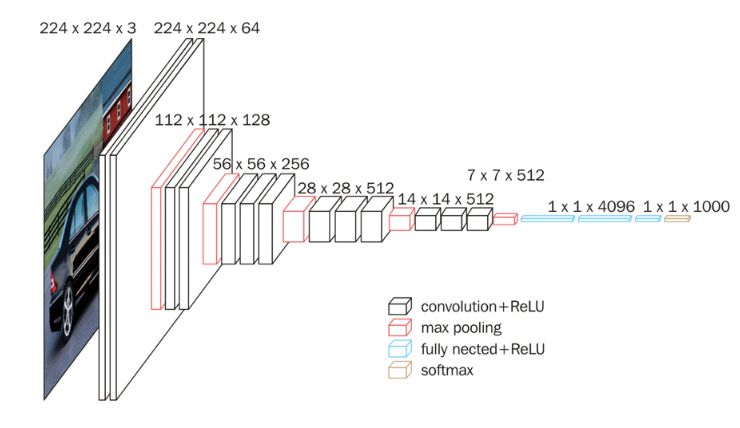 224 x 224 x 3
224 x 224 x 64
112 x 112 x 128
56 x 56 x 256
28 x 28 x 512
14 x 14 x 512
7 x 7 x 512
1 x 1 x 4096
1 x 1 x 1000
convolution+ReLU
max pooling
fully nected+ReLU
softmax